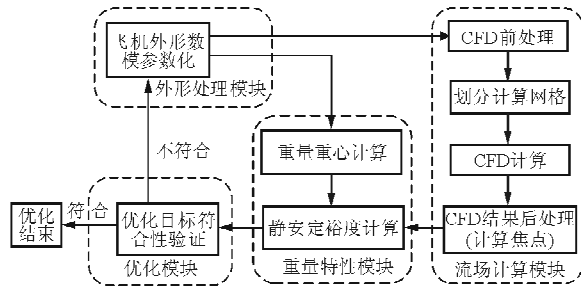 飞机外形数
模参数化
外形处理模块
CFD前处理
划分计算网格
CFD计算
CFD结果后处理
(计算焦点)
流场计算模块
重量重心计算
静安定裕度计算
重量特性模块
不符合
优化目标符
合性验证
优化模块
符合
优化
结束